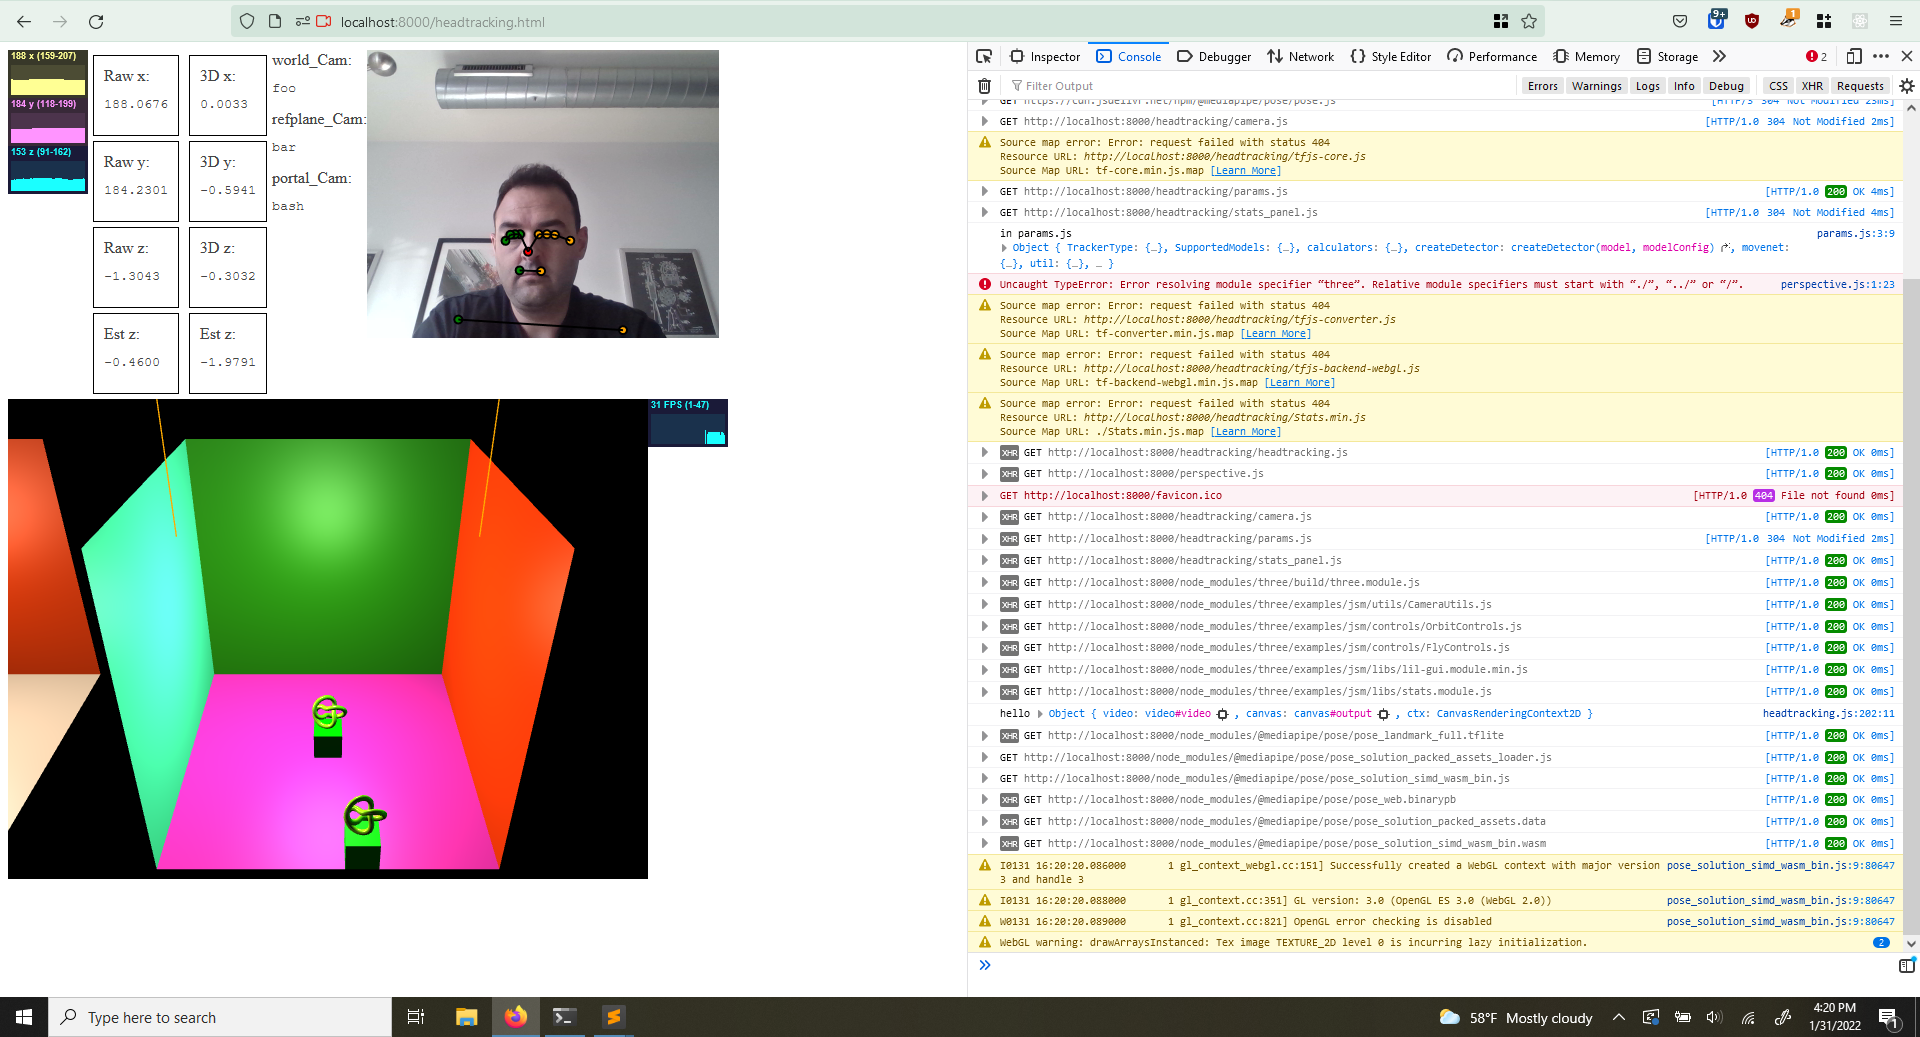 localhost:8000/headtracking.html
9+
1
188 x (159-207)
184 y (118-199)
153 z (91-162)
Raw x:
188.0676
3D x:
0.0033
Raw y:
184.2301
3D y:
-0.5941
Raw z:
-1.3043
3D z:
-0.3032
Est z:
-0.4600
Est z:
-1.9791
world_Cam:
foo
refplane_Cam:
bar
portal_Cam:
bash
31 FPS (1-47)
Inspector Console Debugger Network Style Editor Performance Memory Storage 2
Filter Output Errors Warnings Logs Info Debug CSS XHR Requests
GET https://cdn.jsdelivr.net/npm/@mediapipe/pose/pose.js [HTTP/3 304 Not Modified 23ms]
GET http://localhost:8000/headtracking/camera.js [HTTP/1.0 304 Not Modified 2ms]
Source map error: Error: request failed with status 404
Resource URL: http://localhost:8000/headtracking/tfjs-core.js
Source Map URL: tf-core.min.js.map [Learn More]
GET http://localhost:8000/headtracking/params.js [HTTP/1.0 200 OK 4ms]
GET http://localhost:8000/headtracking/stats_panel.js [HTTP/1.0 304 Not Modified 4ms]
in params.js params.js:3:9
Object { TrackerType: {…}, SupportedModels: {…}, calculators: {…}, createDetector: createDetector(model, modelConfig), movenet:
{…}, util: {…}, … }
Uncaught TypeError: Error resolving module specifier “three”. Relative module specifiers must start with “./”, “../” or “/”. perspective.js:1:23
Source map error: Error: request failed with status 404
Resource URL: http://localhost:8000/headtracking/tfjs-converter.js
Source Map URL: tf-converter.min.js.map [Learn More]
Source map error: Error: request failed with status 404
Resource URL: http://localhost:8000/headtracking/tfjs-backend-webgl.js
Source Map URL: tf-backend-webgl.min.js.map [Learn More]
Source map error: Error: request failed with status 404
Resource URL: http://localhost:8000/headtracking/Stats.min.js
Source Map URL: ./Stats.min.js.map [Learn More]
XHR GET http://localhost:8000/headtracking/headtracking.js [HTTP/1.0 200 OK 0ms]
XHR GET http://localhost:8000/perspective.js [HTTP/1.0 200 OK 0ms]
GET http://localhost:8000/favicon.ico [HTTP/1.0 404 File not found 0ms]
XHR GET http://localhost:8000/headtracking/camera.js [HTTP/1.0 200 OK 0ms]
XHR GET http://localhost:8000/headtracking/params.js [HTTP/1.0 304 Not Modified 2ms]
XHR GET http://localhost:8000/headtracking/stats_panel.js [HTTP/1.0 200 OK 0ms]
XHR GET http://localhost:8000/node_modules/three/build/three.module.js [HTTP/1.0 200 OK 0ms]
XHR GET http://localhost:8000/node_modules/three/examples/jsm/utils/CameraUtils.js [HTTP/1.0 200 OK 0ms]
XHR GET http://localhost:8000/node_modules/three/examples/jsm/controls/OrbitControls.js [HTTP/1.0 200 OK 0ms]
XHR GET http://localhost:8000/node_modules/three/examples/jsm/controls/FlyControls.js [HTTP/1.0 200 OK 0ms]
XHR GET http://localhost:8000/node_modules/three/examples/jsm/libs/lil-gui.module.min.js [HTTP/1.0 200 OK 0ms]
XHR GET http://localhost:8000/node_modules/three/examples/jsm/libs/stats.module.js [HTTP/1.0 200 OK 0ms]
hello Object { video: video#video, canvas: canvas#output, ctx: CanvasRenderingContext2D } headtracking.js:202:11
XHR GET http://localhost:8000/node_modules/@mediapipe/pose/pose_landmark_full.tflite [HTTP/1.0 200 OK 0ms]
GET http://localhost:8000/node_modules/@mediapipe/pose/pose_solution_packed_assets_loader.js [HTTP/1.0 200 OK 0ms]
GET http://localhost:8000/node_modules/@mediapipe/pose/pose_solution_simd_wasm_bin.js [HTTP/1.0 200 OK 0ms]
XHR GET http://localhost:8000/node_modules/@mediapipe/pose/pose_web.binarypb [HTTP/1.0 200 OK 0ms]
XHR GET http://localhost:8000/node_modules/@mediapipe/pose/pose_solution_packed_assets.data [HTTP/1.0 200 OK 0ms]
XHR GET http://localhost:8000/node_modules/@mediapipe/pose/pose_solution_simd_wasm_bin.wasm [HTTP/1.0 200 OK 0ms]
I0131 16:20:20.086000 1 gl_context_webgl.cc:151] Successfully created a WebGL context with major version pose_solution_simd_wasm_bin.js:9:80647
3 and handle 3
I0131 16:20:20.088000 1 gl_context.cc:351] GL version: 3.0 (OpenGL ES 3.0 (WebGL 2.0)) pose_solution_simd_wasm_bin.js:9:80647
W0131 16:20:20.089000 1 gl_context.cc:821] OpenGL error checking is disabled pose_solution_simd_wasm_bin.js:9:80647
WebGL warning: drawArraysInstanced: Tex image TEXTURE_2D level 0 is incurring lazy initialization. 2
Type here to search
58°F Mostly cloudy
4:20 PM
1/31/2022
1